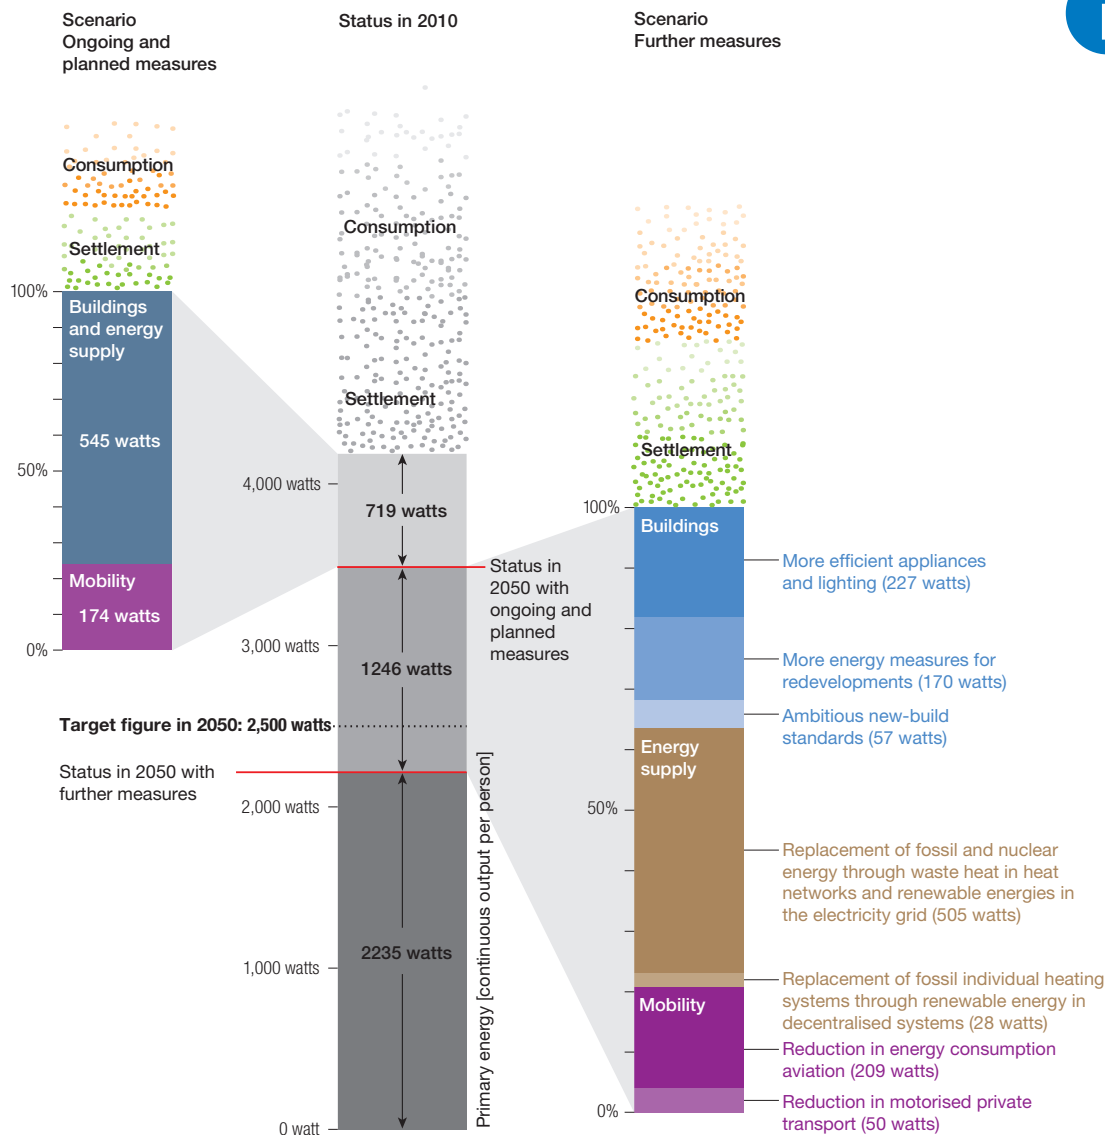 Scenario
Ongoing and
planned measures
Status in 2010
Scenario
Further measures
Consumption
Settlement
100%
Buildings
and energy
supply
545 watts
50%
Mobility
174 watts
0%
Consumption
Settlement
4,000 watts
719 watts
Status in
2050 with
ongoing and
planned
measures
3,000 watts
1246 watts
Target figure in 2050: 2,500 watts
Status in 2050 with
further measures
2,000 watts
2235 watts
1,000 watts
0 watt
Primary energy [continuous output per person]
Consumption
Settlement
100%
Buildings
More efficient appliances
and lighting (227 watts)
More energy measures for
redevelopments (170 watts)
Ambitious new-build
standards (57 watts)
Energy
supply
50%
Replacement of fossil and nuclear
energy through waste heat in heat
networks and renewable energies in
the electricity grid (505 watts)
Replacement of fossil individual heating
systems through renewable energy in
decentralised systems (28 watts)
Mobility
Reduction in energy consumption
aviation (209 watts)
0%
Reduction in motorised private
transport (50 watts)